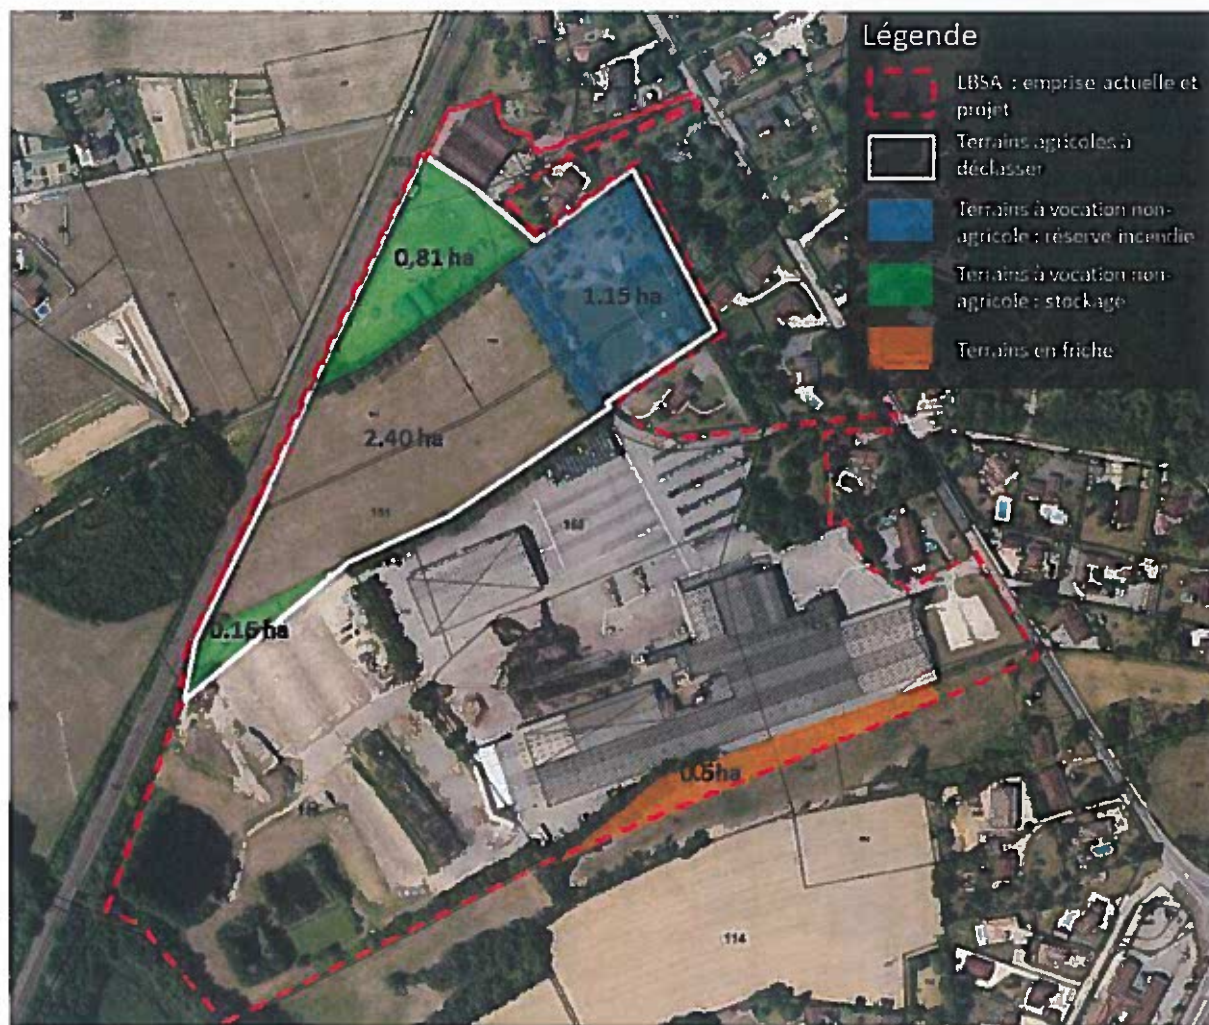 Légende
LBSA : emprise actuelle et
projet
Terrains agricoles à
déclasser
Terrains à vocation non-
agricole : réserve incendie
Terrains à vocation non-
agricole : stockage
Terrains en friche
0,81 ha
1.15 ha
2.40 ha
0.16 ha
0.5ha
114